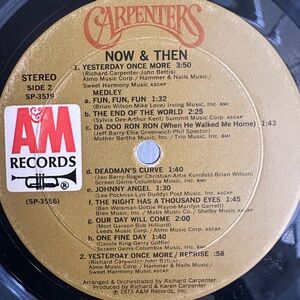 CARPENTERS
NOW & THEN
STEREO
SIDE 2
SP-3519
1. YESTERDAY ONCE MORE 3:50
(Richard Carpenter-John Bettis)
Almo Music Corp. / Hammer & Nails Music /
Sweet Harmony Music ASCAP
MEDLEY
a. FUN, FUN, FUN 1:32
(Brian Wilson-Mike Love) Irving Music, Inc. BMI
b. THE END OF THE WORLD 2:25
(Sylvia Dee-Arthur Kent) Summit Music Corp. ASCAP
c. DA DOO RON RON (When He Walked Me Home) 1:43
(Jeff Barry-Ellie Greenwich-Phil Spector)
Mother Bertha Music, Inc. / Trio Music, Inc. BMI
A&M
RECORDS
®
(SP-3556)
d. DEADMAN'S CURVE 1:40
(Jan Barry-Roger Christian-Artie Kornfeld-Brian Wilson)
Screen Gems-Columbia Music, Inc. BMI
e. JOHNNY ANGEL 1:30
(Lee Pockriss-Lyn Duddy) Post Music, Inc. ASCAP
f. THE NIGHT HAS A THOUSAND EYES 1:45
(Ben Weisman-Dottie Wayne-Marilyn Garrett)
Blen Music, Inc. / Mabs Music Co. / Shelby Music ASCAP
g. OUR DAY WILL COME 2:00
(Mort Garson-Bob Hilliard)
Leeds Music Corp. / Almo Music Corp. ASCAP
h. ONE FINE DAY 1:40
(Carole King-Gerry Goffin)
Screen Gems-Columbia Music, Inc. BMI
2. YESTERDAY ONCE MORE / REPRISE :58
(Richard Carpenter-John Bettis)
Almo Music Corp. / Hammer & Nails Music /
Sweet Harmony Music ASCAP
Arranged & Orchestrated by Richard Carpenter
Produced by Richard & Karen Carpenter
© 1973 A&M Records, Inc.